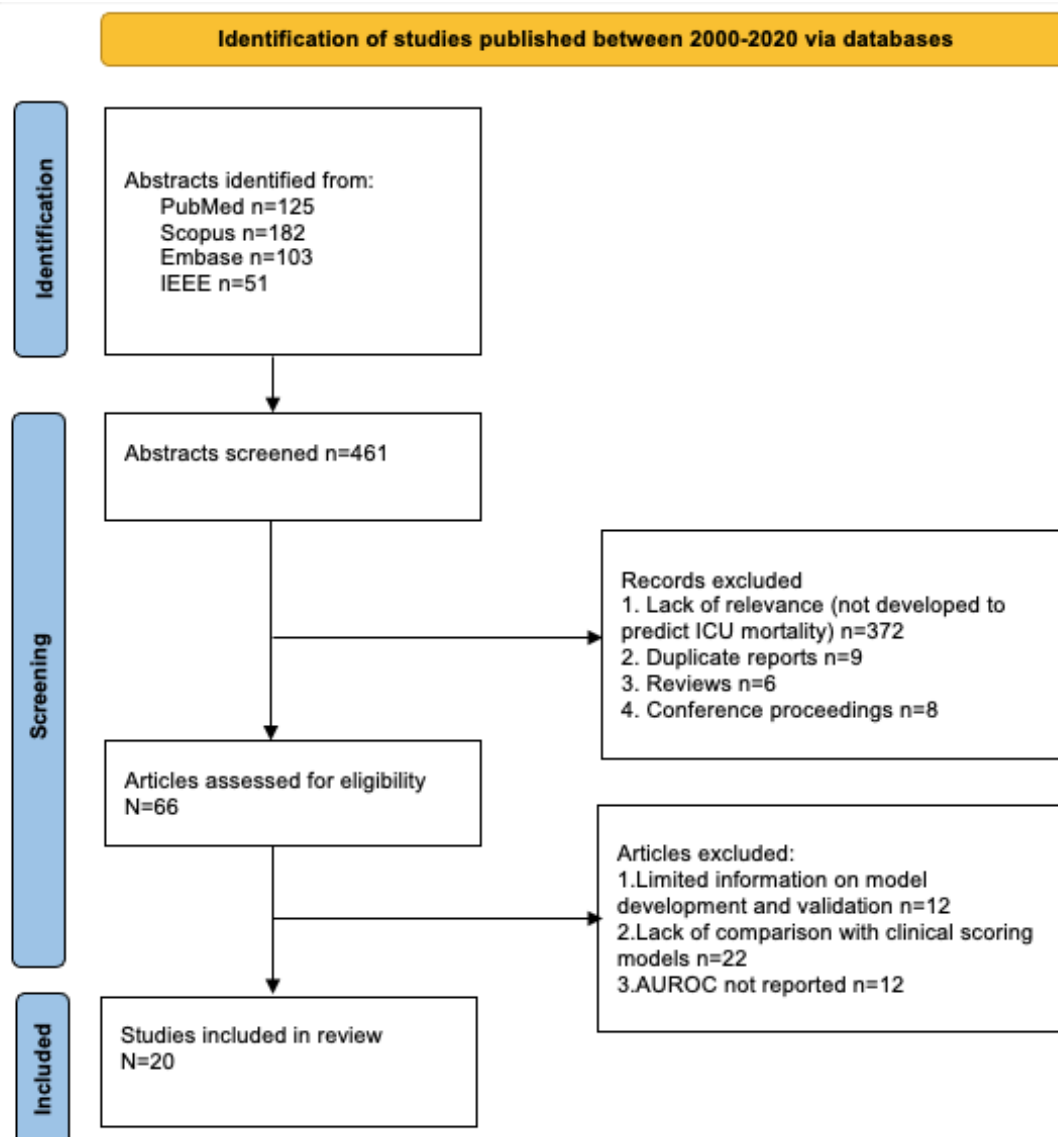 Identification of studies published between 2000-2020 via databases
Identification
Abstracts identified from:
PubMed n=125
Scopus n=182
Embase n=103
IEEE n=51
Screening
Abstracts screened n=461
Records excluded
1. Lack of relevance (not developed to
predict ICU mortality) n=372
2. Duplicate reports n=9
3. Reviews n=6
4. Conference proceedings n=8
Articles assessed for eligibility
N=66
Articles excluded:
1.Limited information on model
development and validation n=12
2.Lack of comparison with clinical scoring
models n=22
3.AUROC not reported n=12
Included
Studies included in review
N=20